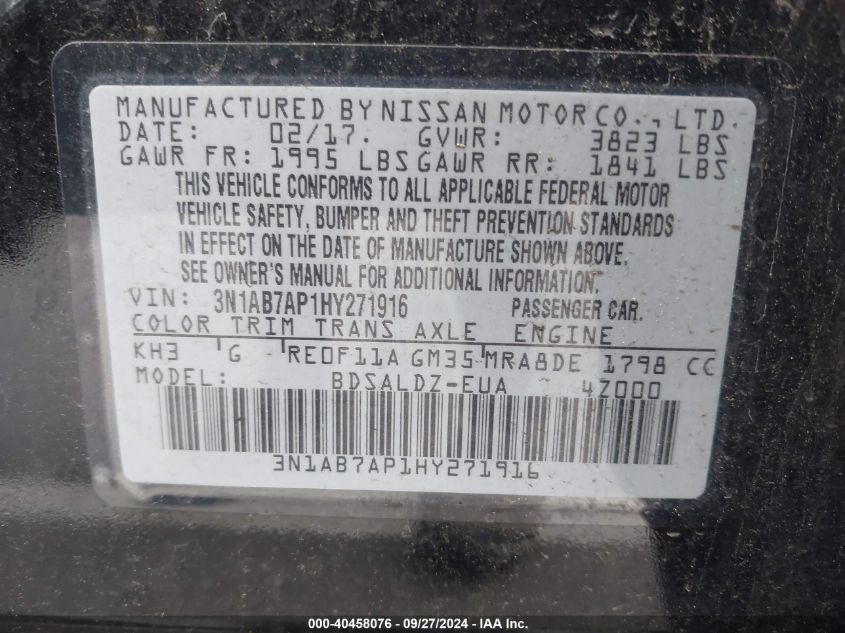 MANUFACTURED BY NISSAN MOTOR CO., LTD.
DATE: 02/17. GVWR: 3823 LBS
GAWR FR: 1995 LBS GAWR RR: 1841 LBS
THIS VEHICLE CONFORMS TO ALL APPLICABLE FEDERAL MOTOR
VEHICLE SAFETY, BUMPER AND THEFT PREVENTION STANDARDS
IN EFFECT ON THE DATE OF MANUFACTURE SHOWN ABOVE.
SEE OWNER'S MANUAL FOR ADDITIONAL INFORMATION.
VIN: 3N1AB7AP1HY271916 PASSENGER CAR.
COLOR TRIM TRANS AXLE ENGINE
KH3 G RE0F11A GM35 MRA8DE 1798 CC
MODEL: BDSALDZ-EUA 4Z000
3N1AB7AP1HY271916
000-40458076 - 09/27/2024 - IAA Inc.